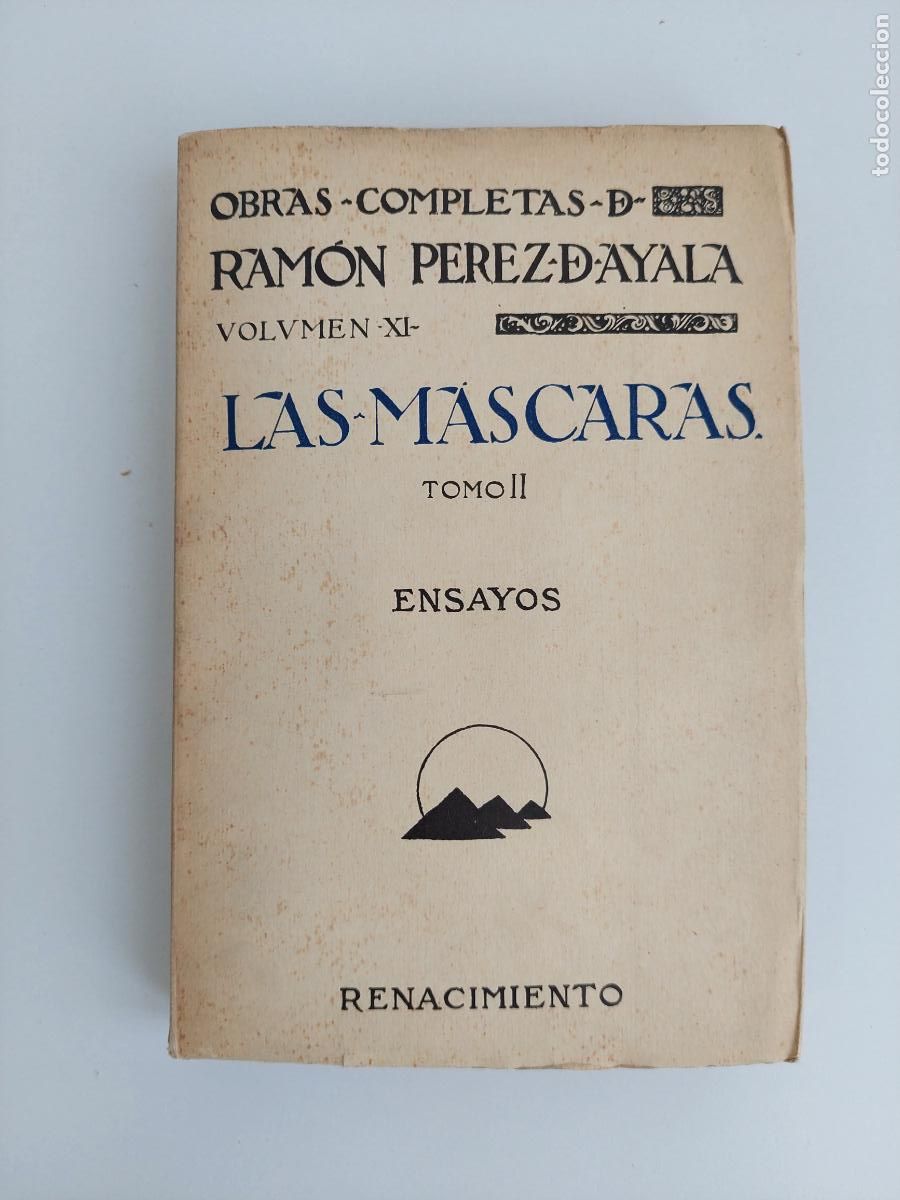 OBRAS-COMPLETAS-Đ-
RAMÓN PEREZ-Đ-AYALA
VOLVMEN-XI-
LAS-MÁSCARAS.
TOMO II
ENSAYOS
RENACIMIENTO
todocoleccion